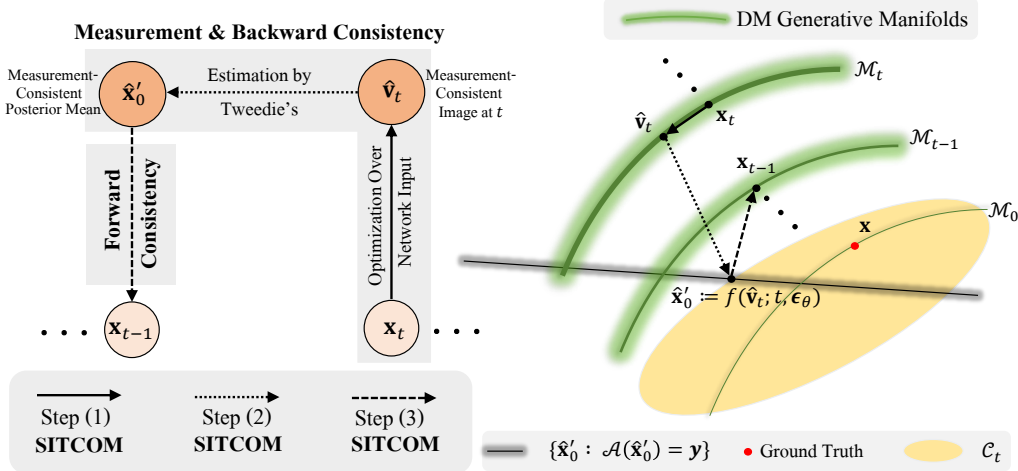 Measurement & Backward Consistency
Measurement-
Consistent
Posterior Mean
x̂′₀
Estimation by
Tweedie's
v̂ₜ
Measurement-
Consistent
Image at t
Forward
Consistency
Optimization Over
Network Input
xₜ₋₁
xₜ
Step (1)
SITCOM
Step (2)
SITCOM
Step (3)
SITCOM
DM Generative Manifolds
ℳₜ
v̂ₜ
xₜ
ℳₜ₋₁
xₜ₋₁
ℳ₀
x
x̂′₀ := f(v̂ₜ; t, ϵ_θ)
{x̂′₀ : 𝒜(x̂′₀) = y}
Ground Truth
𝒞ₜ